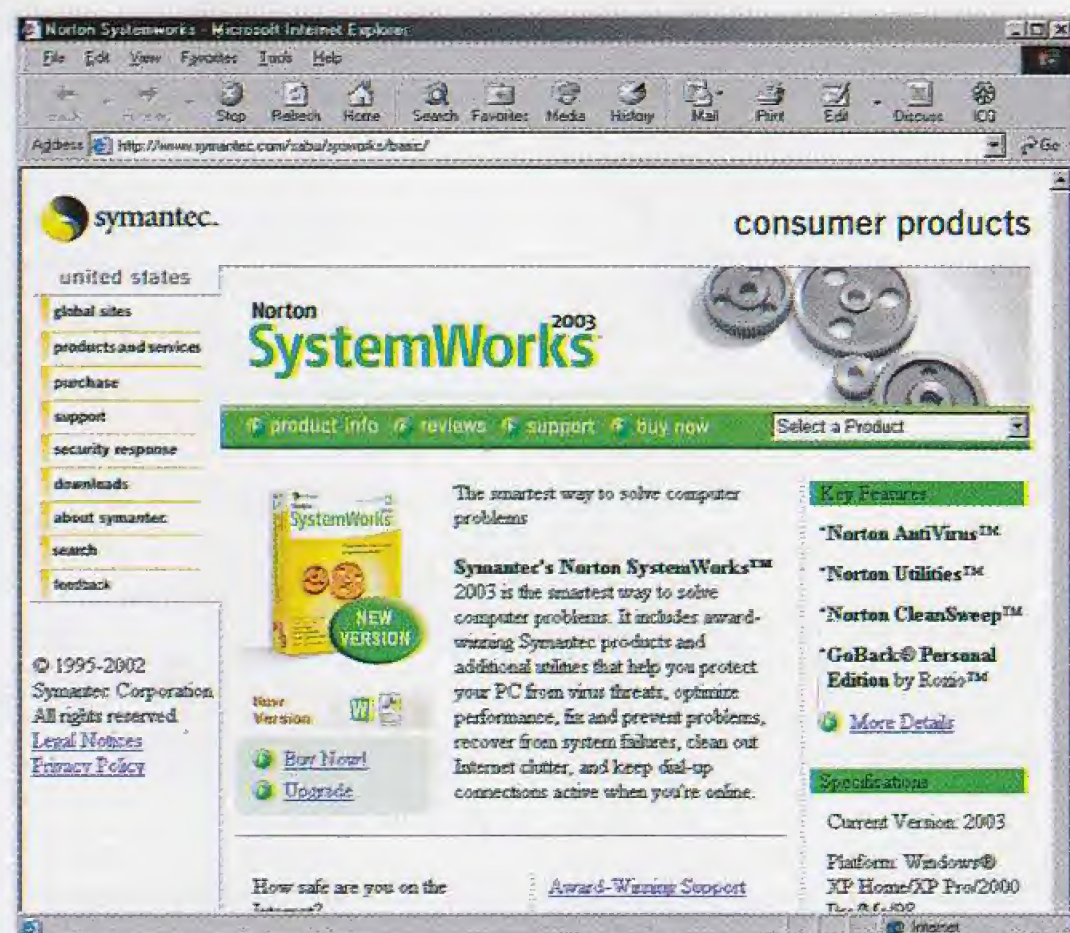 Norton Systemworks - Microsoft Internet Explorer
File Edit View Favorites Tools Help
Stop Refresh Home Search Favorites Media History Mail Print Edit Discuss ICQ
Address http://www.symantec.com/sabu/sysworks/basic/ Go
symantec.
consumer products
united states
global sites
products and services
purchase
support
security response
downloads
about symantec
search
feedback
© 1995-2002
Symantec Corporation
All rights reserved.
Legal Notices
Privacy Policy
Norton
SystemWorks 2003
product info reviews support buy now
Select a Product
SystemWorks
NEW
VERSION
New
Version
Buy Now!
Upgrade
The smartest way to solve computer
problems
Symantec's Norton SystemWorks™
2003 is the smartest way to solve
computer problems. It includes award-
winning Symantec products and
additional utilities that help you protect
your PC from virus threats, optimize
performance, fix and prevent problems,
recover from system failures, clean out
Internet clutter, and keep dial-up
connections active when you're online.
How safe are you on the
Internet?
Award-Winning Support
Key Features
*Norton AntiVirus™
*Norton Utilities™
*Norton CleanSweep™
*GoBack® Personal
Edition by Roxio™
More Details
Specifications
Current Version: 2003
Platform: Windows®
XP Home/XP Pro/2000
Internet